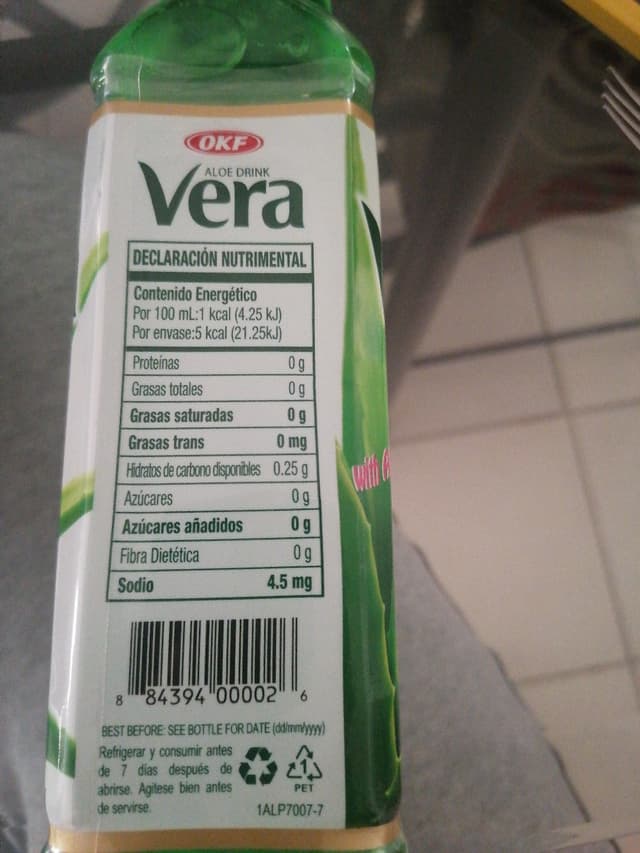 OKF
ALOE DRINK
Vera
DECLARACIÓN NUTRIMENTAL
Contenido Energético
Por 100 mL:1 kcal (4.25 kJ)
Por envase:5 kcal (21.25kJ)
Proteínas 0 g
Grasas totales 0 g
Grasas saturadas 0 g
Grasas trans 0 mg
Hidratos de carbono disponibles 0.25 g
Azúcares 0 g
Azúcares añadidos 0 g
Fibra Dietética 0 g
Sodio 4.5 mg
with
8 84394 00002 6
BEST BEFORE: SEE BOTTLE FOR DATE (dd/mm/yyyy)
Refrigerar y consumir antes
de 7 días después de
abrirse. Agítese bien antes
de servirse.
1
PET
1ALP7007-7